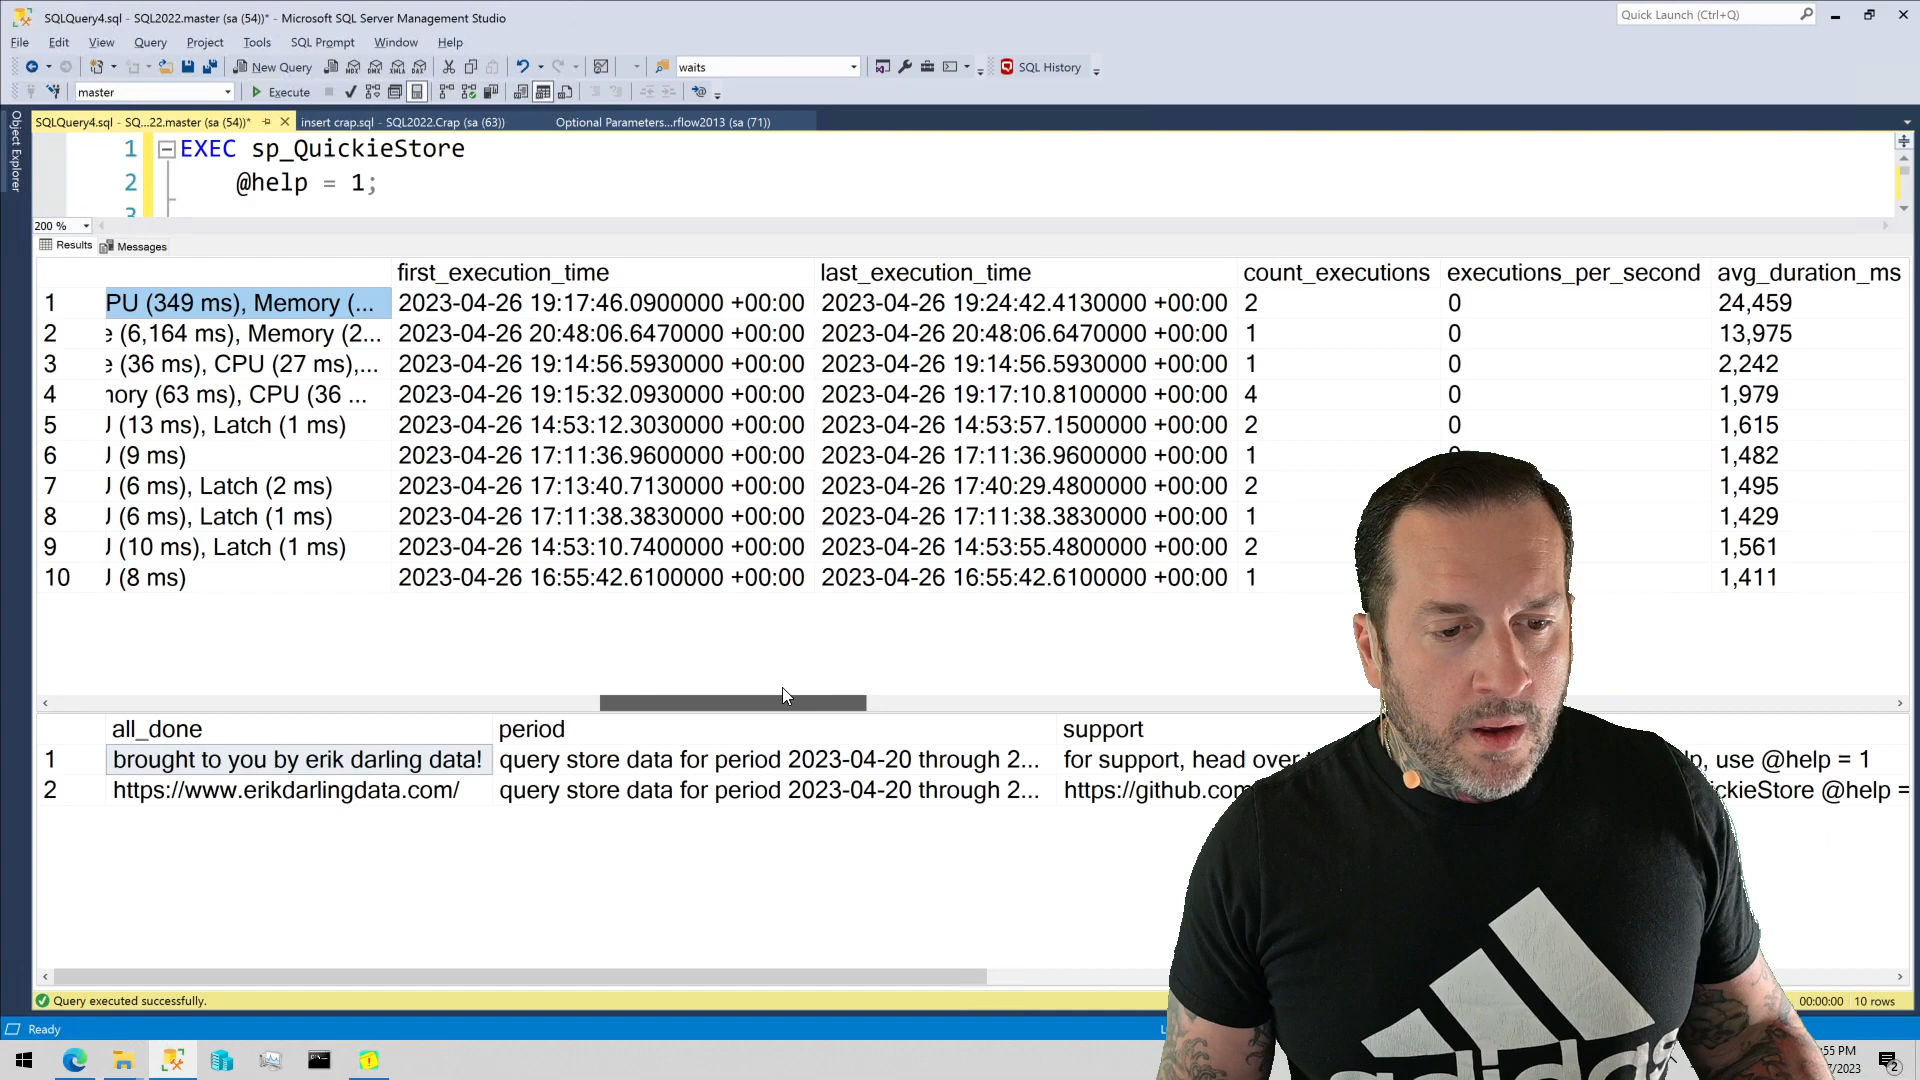 SQLQuery4.sql - SQL2022.master (sa (54))* - Microsoft SQL Server Management Studio
Quick Launch (Ctrl+Q)
File Edit View Query Project Tools SQL Prompt Window Help
New Query
waits
SQL History
master
Execute
SQLQuery4.sql - SQ...22.master (sa (54))*
insert crap.sql - SQL2022.Crap (sa (63))
Optional Parameters...rflow2013 (sa (71))
Object Explorer
1 EXEC sp_QuickieStore
2 @help = 1;
3
200 %
Results Messages
first_execution_time last_execution_time count_executions executions_per_second avg_duration_ms
1 PU (349 ms), Memory (... 2023-04-26 19:17:46.0900000 +00:00 2023-04-26 19:24:42.4130000 +00:00 2 0 24,459
2 e (6,164 ms), Memory (2... 2023-04-26 20:48:06.6470000 +00:00 2023-04-26 20:48:06.6470000 +00:00 1 0 13,975
3 e (36 ms), CPU (27 ms),... 2023-04-26 19:14:56.5930000 +00:00 2023-04-26 19:14:56.5930000 +00:00 1 0 2,242
4 nory (63 ms), CPU (36 ... 2023-04-26 19:15:32.0930000 +00:00 2023-04-26 19:17:10.8100000 +00:00 4 0 1,979
5 J (13 ms), Latch (1 ms) 2023-04-26 14:53:12.3030000 +00:00 2023-04-26 14:53:57.1500000 +00:00 2 0 1,615
6 J (9 ms) 2023-04-26 17:11:36.9600000 +00:00 2023-04-26 17:11:36.9600000 +00:00 1 1,482
7 J (6 ms), Latch (2 ms) 2023-04-26 17:13:40.7130000 +00:00 2023-04-26 17:40:29.4800000 +00:00 2 1,495
8 J (6 ms), Latch (1 ms) 2023-04-26 17:11:38.3830000 +00:00 2023-04-26 17:11:38.3830000 +00:00 1 1,429
9 J (10 ms), Latch (1 ms) 2023-04-26 14:53:10.7400000 +00:00 2023-04-26 14:53:55.4800000 +00:00 2 1,561
10 J (8 ms) 2023-04-26 16:55:42.6100000 +00:00 2023-04-26 16:55:42.6100000 +00:00 1 1,411
all_done period support
1 brought to you by erik darling data! query store data for period 2023-04-20 through 2... for support, head over use @help = 1
2 https://www.erikdarlingdata.com/ query store data for period 2023-04-20 through 2... https://github.com ckieStore @help =
Query executed successfully.
00:00:00 10 rows
Ready
:55 PM
7/2023
2
adidas